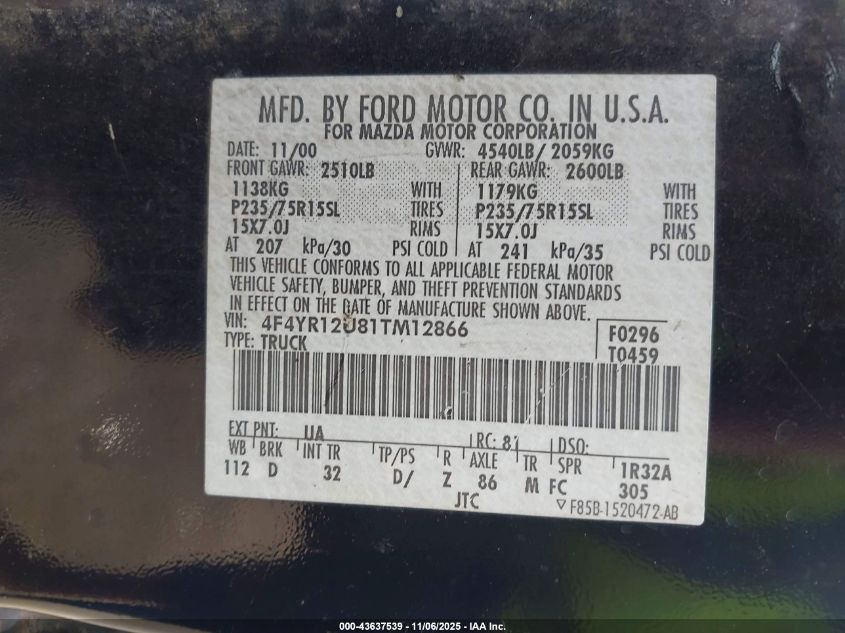 MFD. BY FORD MOTOR CO. IN U.S.A.
FOR MAZDA MOTOR CORPORATION
DATE: 11/00 GVWR: 4540LB/ 2059KG
FRONT GAWR: 2510LB REAR GAWR: 2600LB
1138KG WITH 1179KG WITH
P235/75R15SL TIRES P235/75R15SL TIRES
15X7.0J RIMS 15X7.0J RIMS
AT 207 kPa/30 PSI COLD AT 241 kPa/35 PSI COLD
THIS VEHICLE CONFORMS TO ALL APPLICABLE FEDERAL MOTOR
VEHICLE SAFETY, BUMPER, AND THEFT PREVENTION STANDARDS
IN EFFECT ON THE DATE OF MANUFACTURE SHOWN ABOVE.
VIN: 4F4YR12U81TM12866 F0296
TYPE: TRUCK T0459
EXT PNT: UA RC: 81 DSO:
WB BRK INT TR TP/PS R AXLE TR SPR 1R32A
112 D 32 D/ Z 86 M FC 305
JTC F85B-1520472-AB
000-43637539 - 11/06/2025 - IAA Inc.